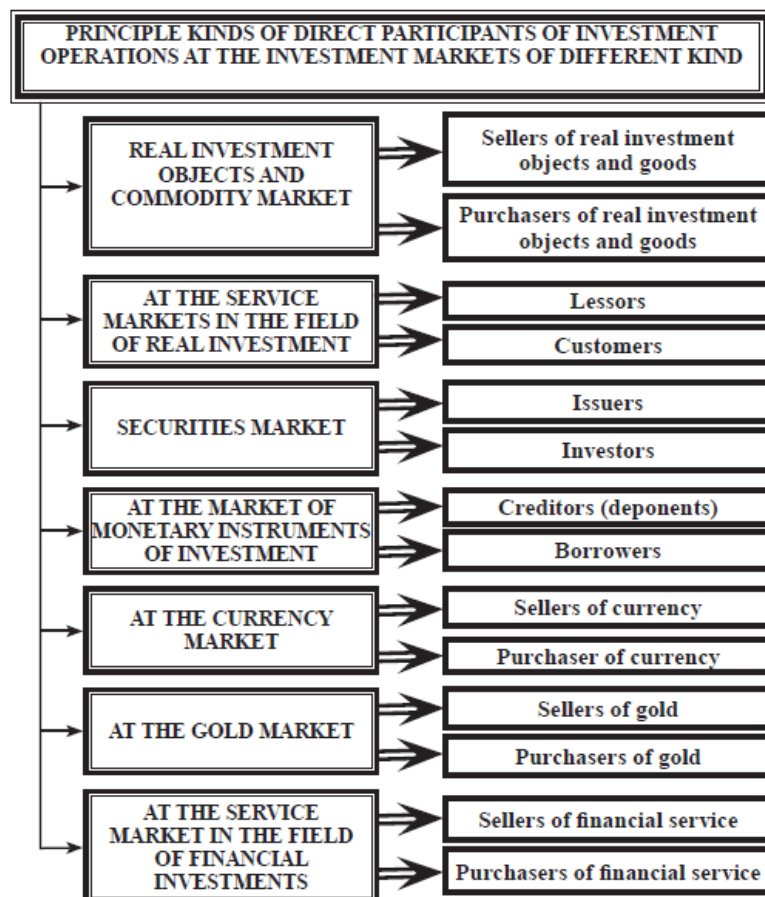 PRINCIPLE KINDS OF DIRECT PARTICIPANTS OF INVESTMENT
OPERATIONS AT THE INVESTMENT MARKETS OF DIFFERENT KIND
REAL INVESTMENT
OBJECTS AND
COMMODITY MARKET
Sellers of real investment
objects and goods
Purchasers of real investment
objects and goods
AT THE SERVICE
MARKETS IN THE FIELD
OF REAL INVESTMENT
Lessors
Customers
SECURITIES MARKET
Issuers
Investors
AT THE MARKET OF
MONETARY INSTRUMENTS
OF INVESTMENT
Creditors (deponents)
Borrowers
AT THE CURRENCY
MARKET
Sellers of currency
Purchaser of currency
AT THE GOLD MARKET
Sellers of gold
Purchasers of gold
AT THE SERVICE
MARKET IN THE FIELD
OF FINANCIAL
INVESTMENTS
Sellers of financial service
Purchasers of financial service